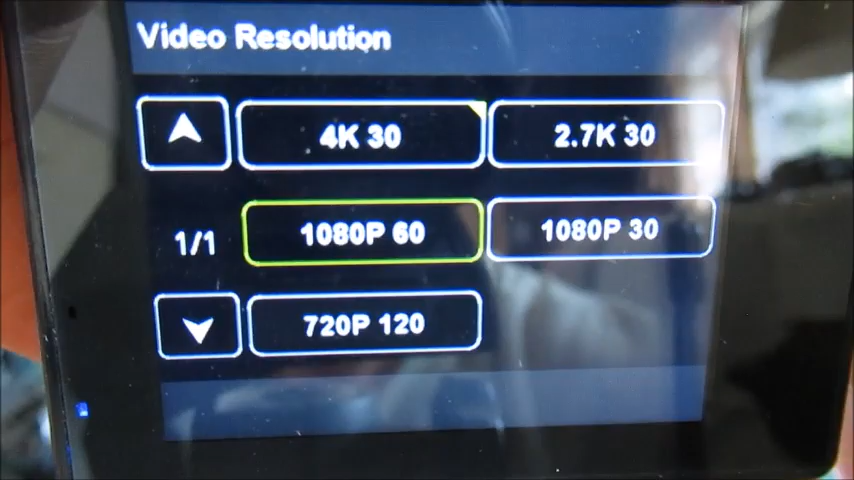 Video Resolution
4K 30
2.7K 30
1/1
1080P 60
1080P 30
720P 120